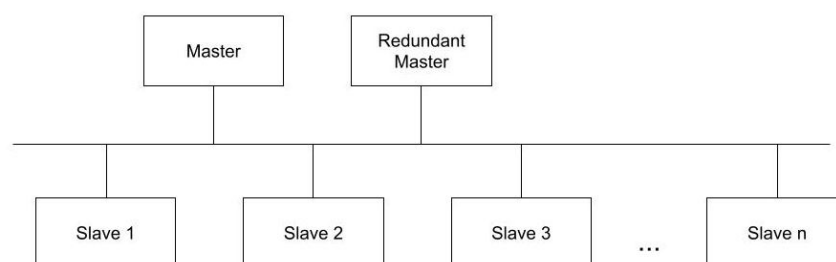 Master
Redundant
Master
Slave 1
Slave 2
Slave 3
...
Slave n